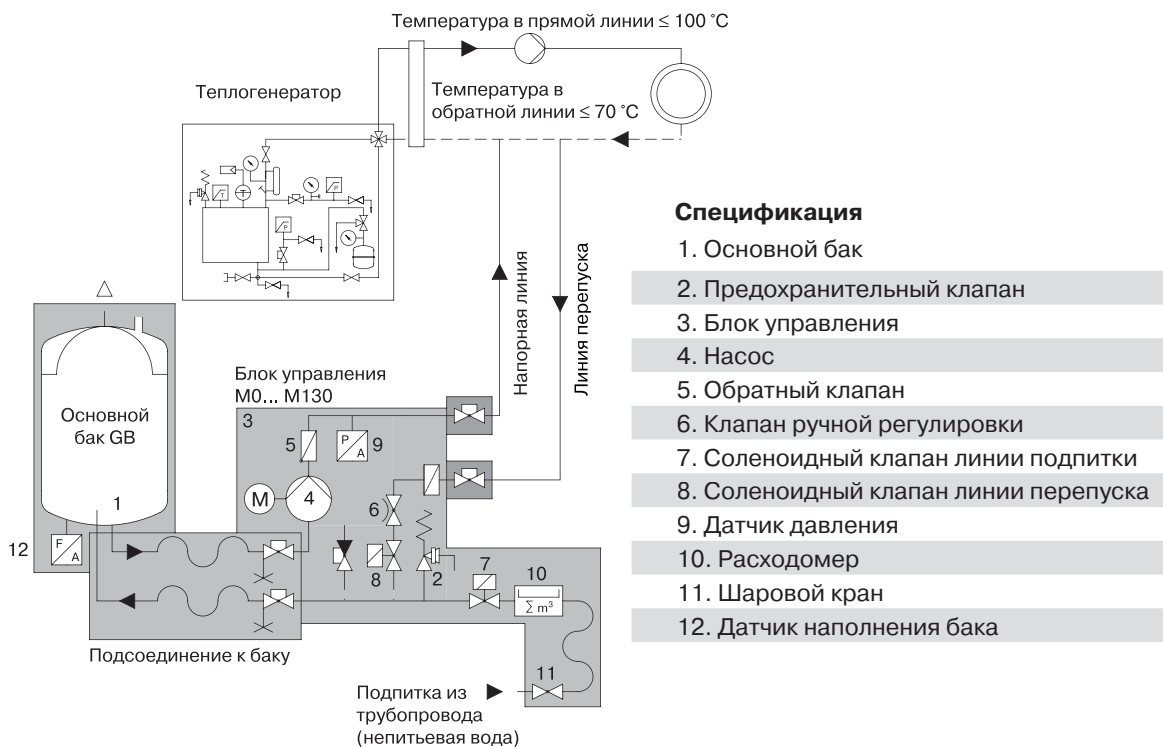 Температура в прямой линии ≤ 100 °C
Температура в
обратной линии ≤ 70 °C
Теплогенератор
T
P
P
Напорная линия
Линия перепуска
Блок управления
M0... M130
3
5
P
A
9
M
4
6
8
2
7
10
∑ m³
11
Основной
бак GB
1
12
F
A
Подсоединение к баку
Подпитка из
трубопровода
(непитьевая вода)
Спецификация
1. Основной бак
2. Предохранительный клапан
3. Блок управления
4. Насос
5. Обратный клапан
6. Клапан ручной регулировки
7. Соленоидный клапан линии подпитки
8. Соленоидный клапан линии перепуска
9. Датчик давления
10. Расходомер
11. Шаровой кран
12. Датчик наполнения бака